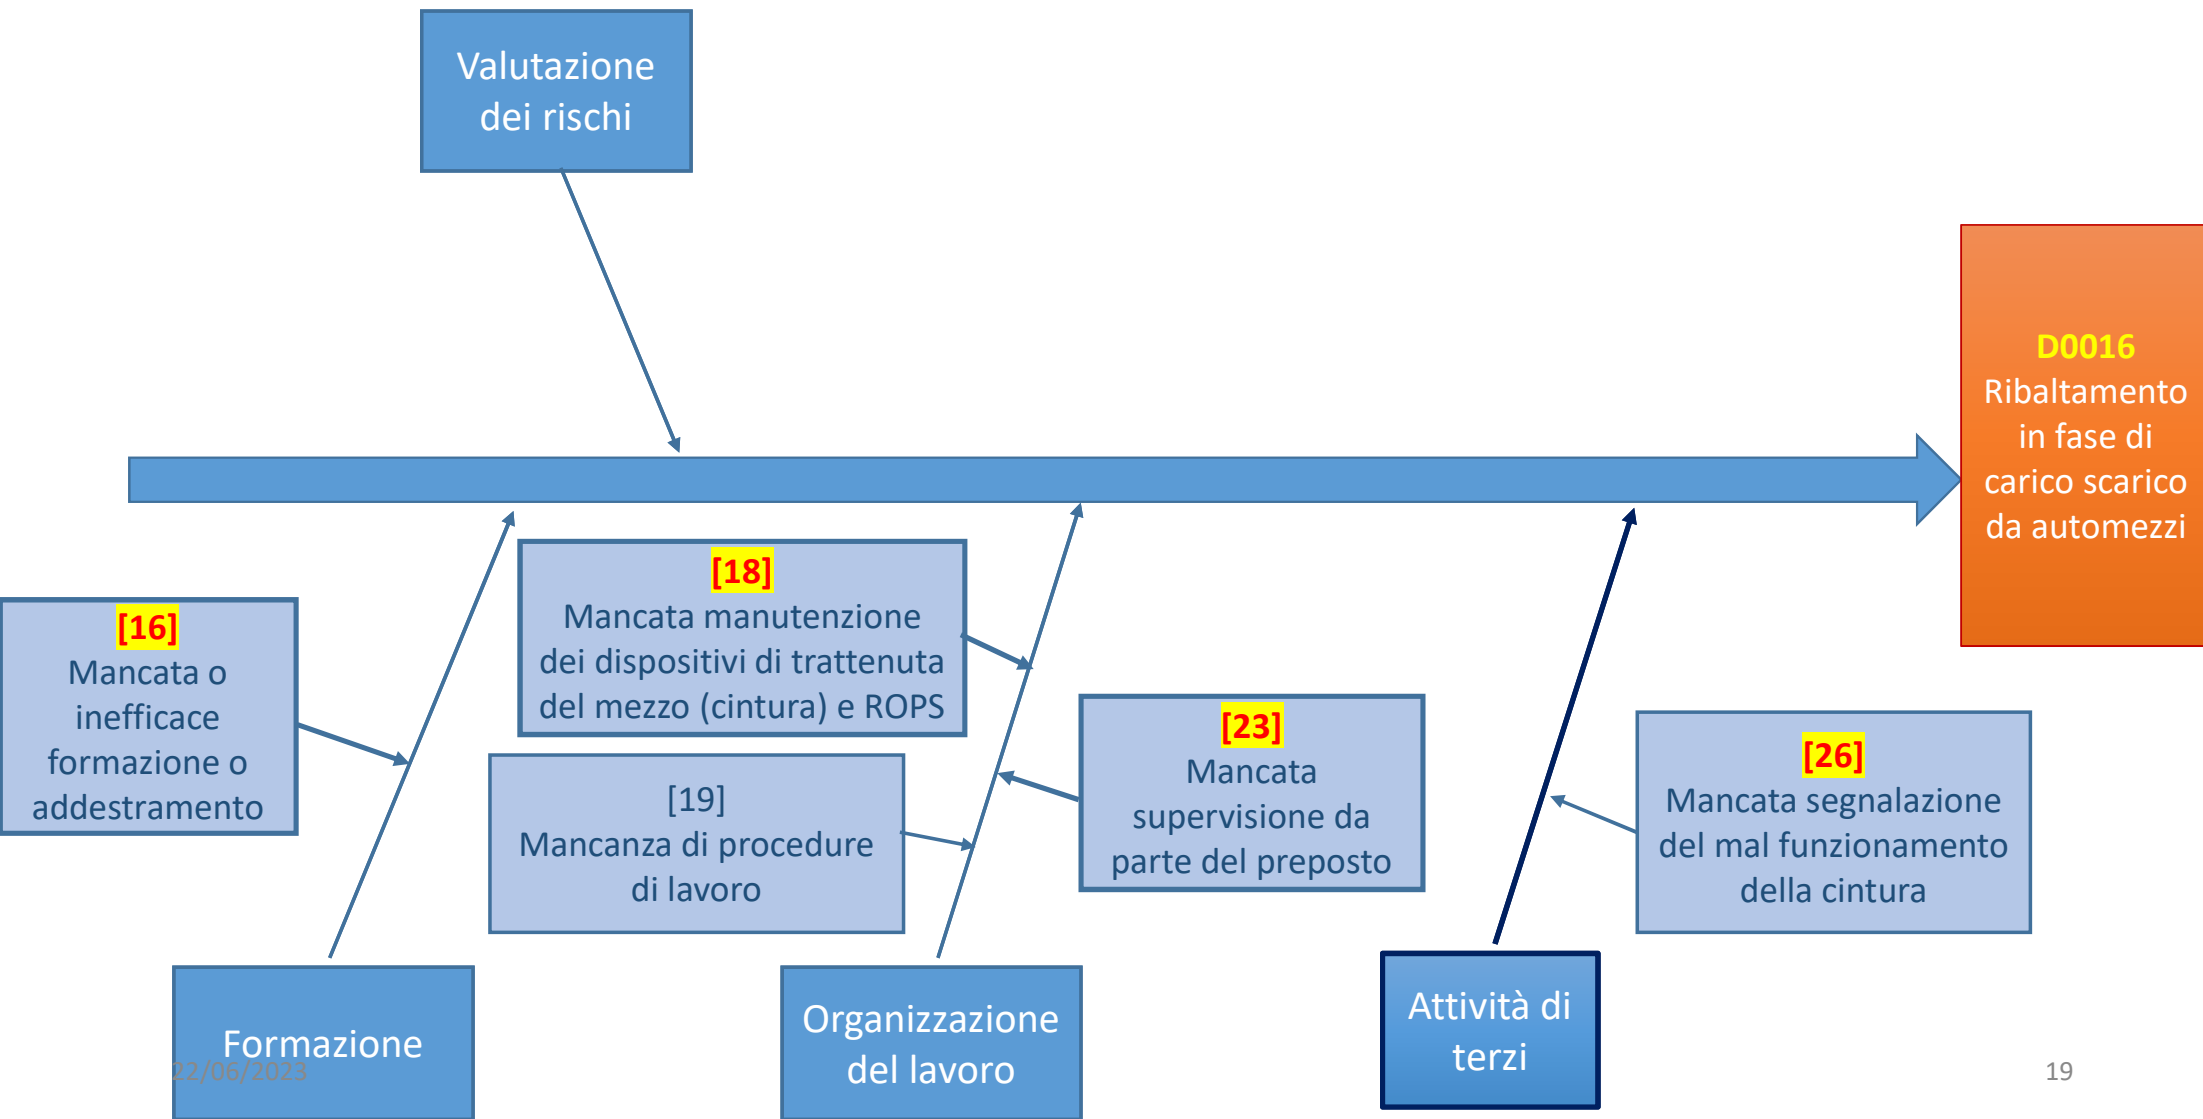 Valutazione
dei rischi
D0016
Ribaltamento
in fase di
carico scarico
da automezzi
[16]
Mancata o
inefficace
formazione o
addestramento
[18]
Mancata manutenzione
dei dispositivi di trattenuta
del mezzo (cintura) e ROPS
[19]
Mancanza di procedure
di lavoro
[23]
Mancata
supervisione da
parte del preposto
[26]
Mancata segnalazione
del mal funzionamento
della cintura
Formazione
Organizzazione
del lavoro
Attività di
terzi
22/06/2023
19